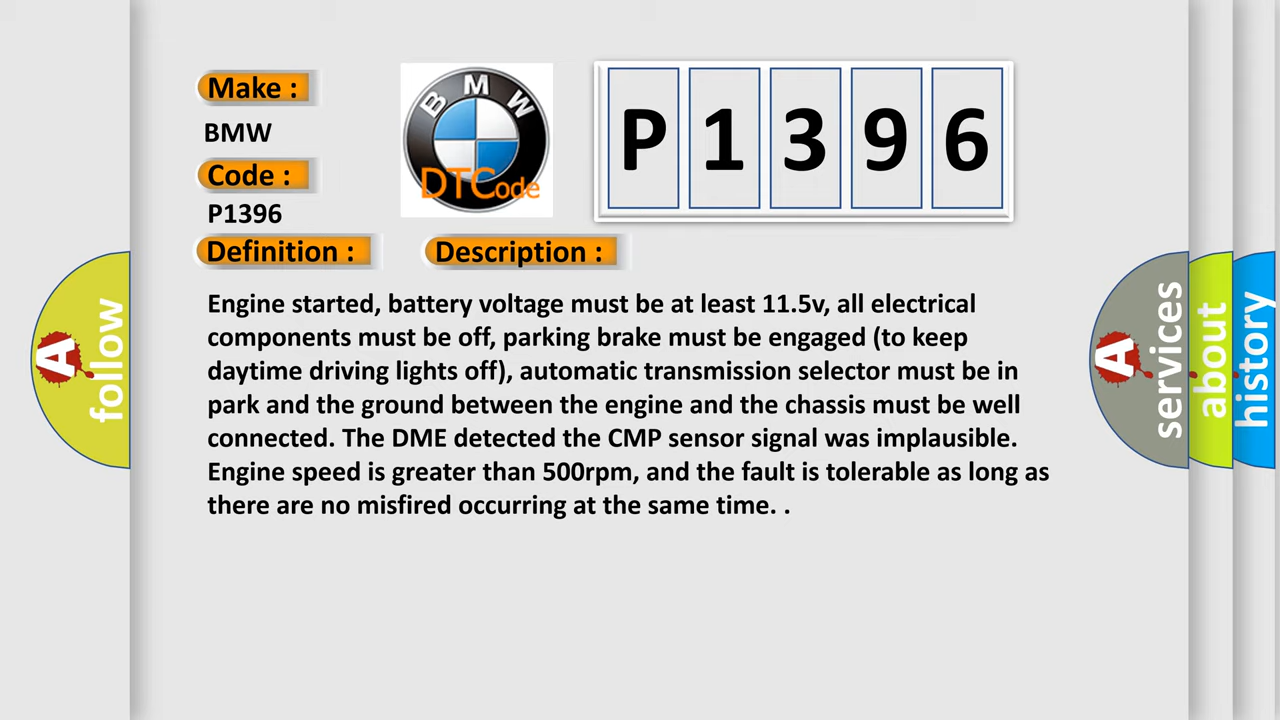 Make :
BMW
Code :
P1396
Definition :
Description :
BMW
DTCode
P1396
Engine started, battery voltage must be at least 11.5v, all electrical
components must be off, parking brake must be engaged (to keep
daytime driving lights off), automatic transmission selector must be in
park and the ground between the engine and the chassis must be well
connected. The DME detected the CMP sensor signal was implausible.
Engine speed is greater than 500rpm, and the fault is tolerable as long as
there are no misfired occurring at the same time. .
A
follow
A
services
about
history